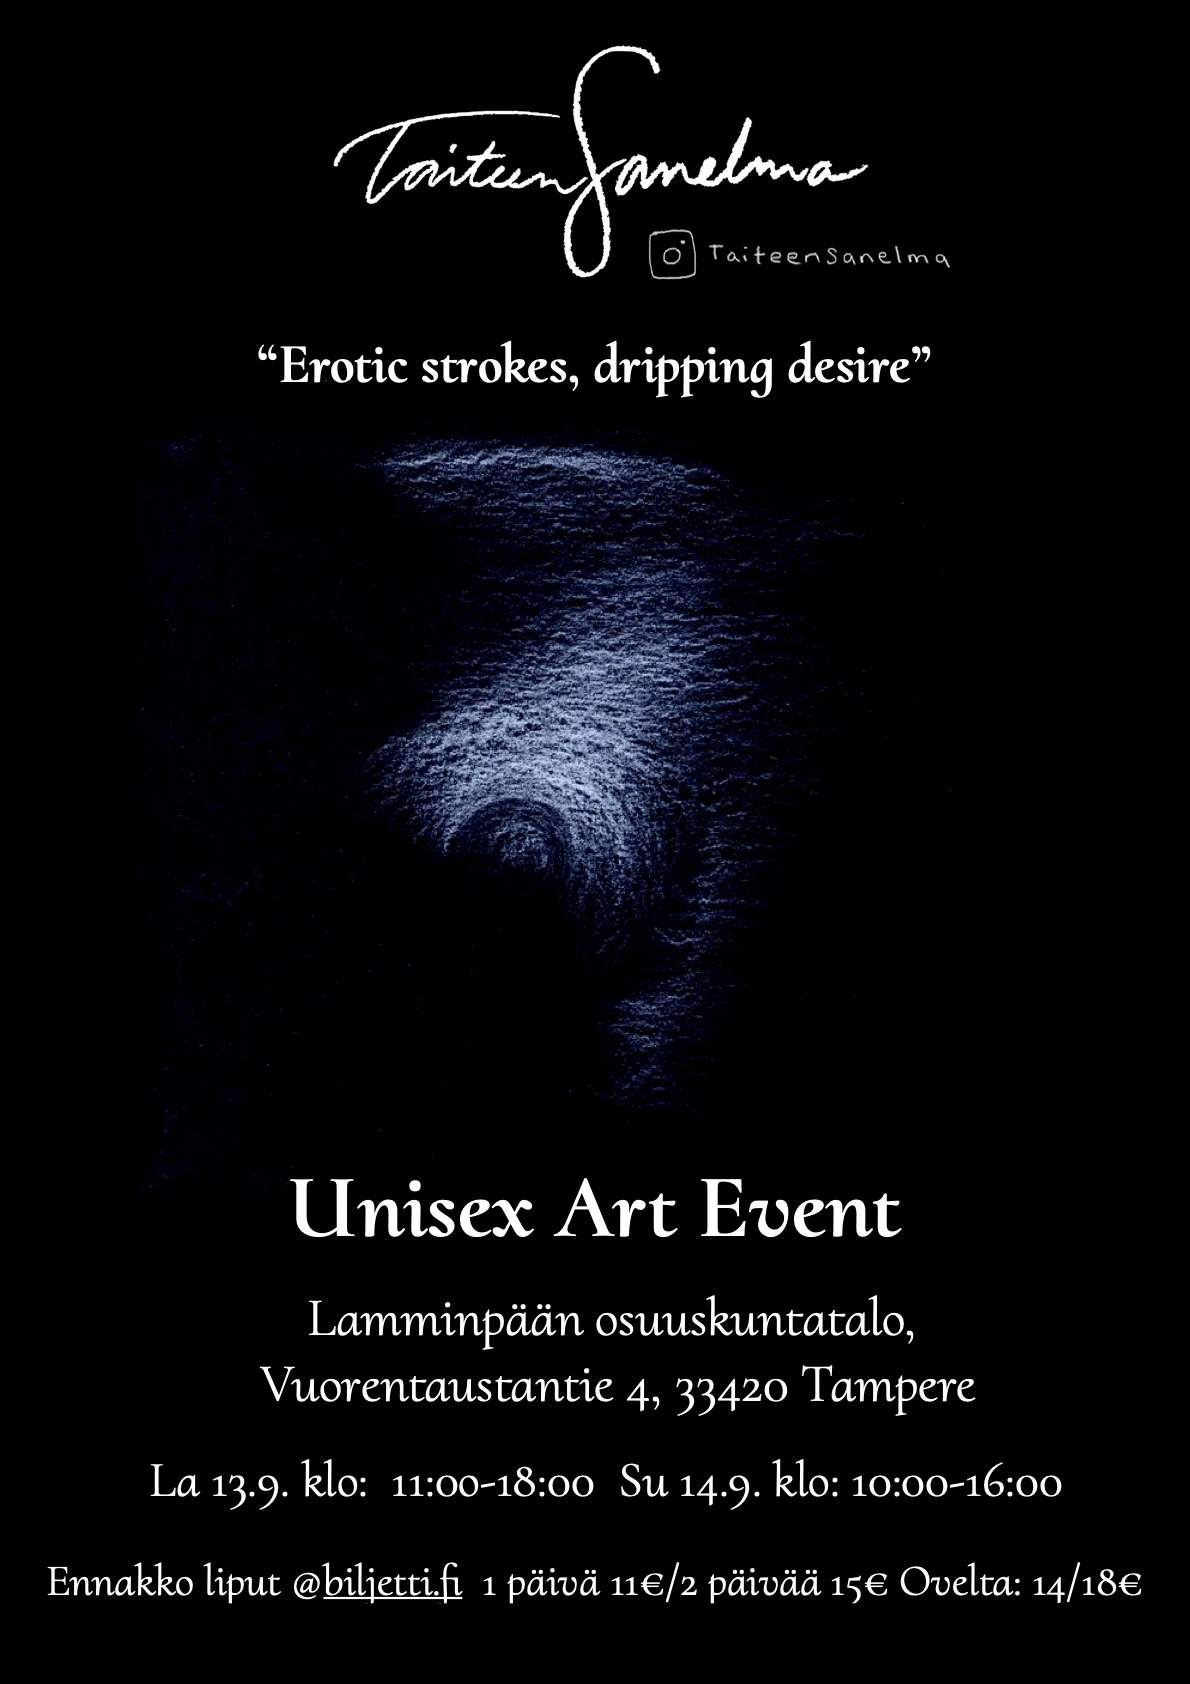 Taiteen Sanelma
TaiteenSanelma
“Erotic strokes, dripping desire”
Unisex Art Event
Lamminpään osuuskuntatalo,
Vuorentaustantie 4, 33420 Tampere
La 13.9. klo:  11:00-18:00  Su 14.9. klo: 10:00-16:00
Ennakko liput @biljetti.fi  1 päivä 11€/2 päivää 15€ Ovelta: 14/18€